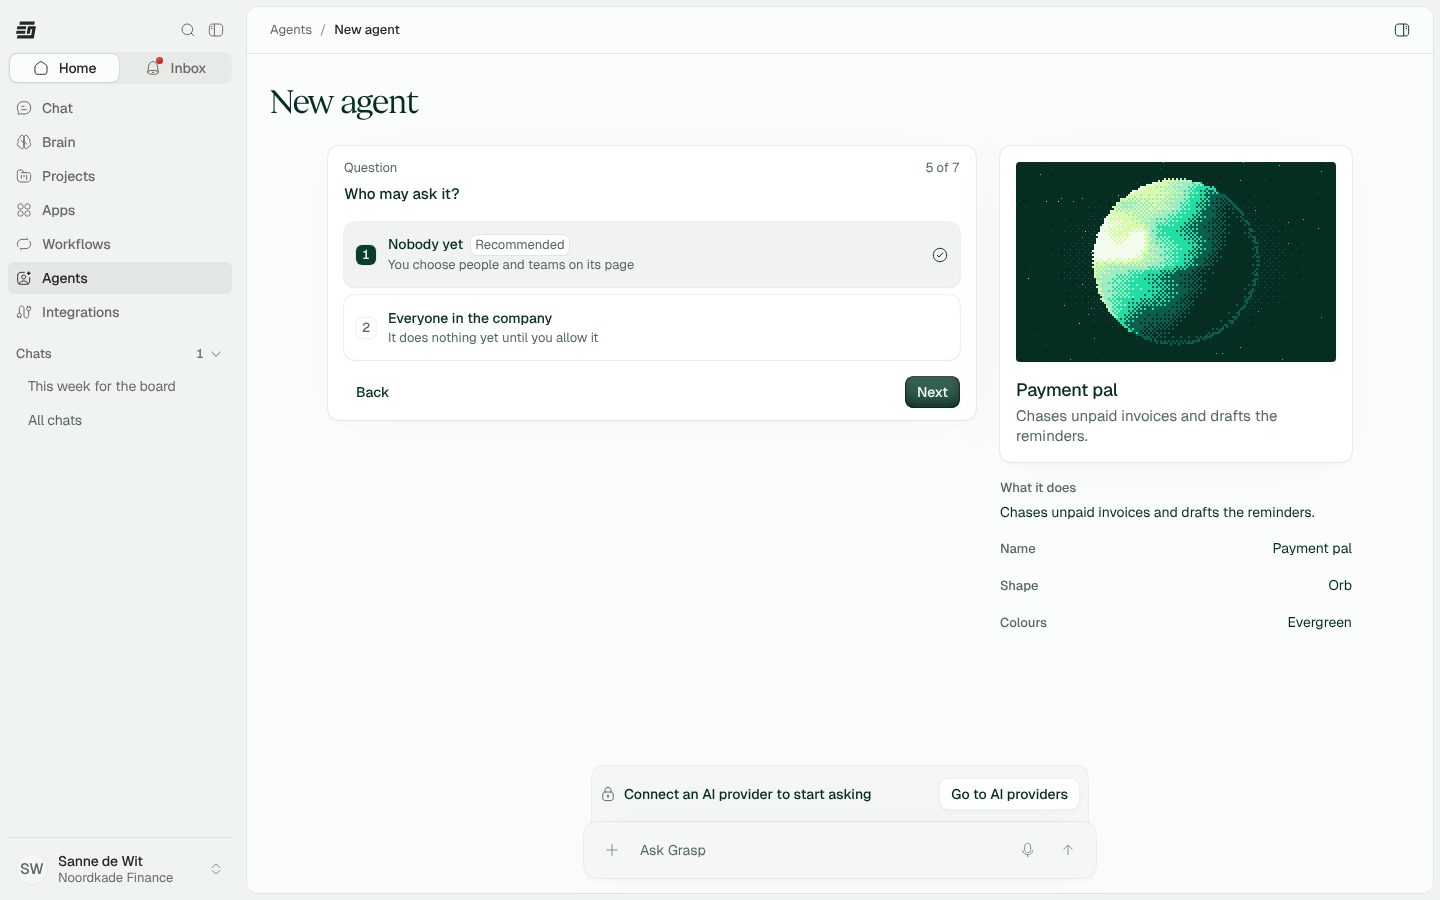 Home
Inbox
Chat
Brain
Projects
Apps
Workflows
Agents
Integrations
Chats 1
This week for the board
All chats
SW
Sanne de Wit
Noordkade Finance
Agents / New agent
New agent
Question 5 of 7
Who may ask it?
1 Nobody yet Recommended
You choose people and teams on its page
2 Everyone in the company
It does nothing yet until you allow it
Back Next
Payment pal
Chases unpaid invoices and drafts the
reminders.
What it does
Chases unpaid invoices and drafts the reminders.
Name Payment pal
Shape Orb
Colours Evergreen
Connect an AI provider to start asking Go to AI providers
Ask Grasp